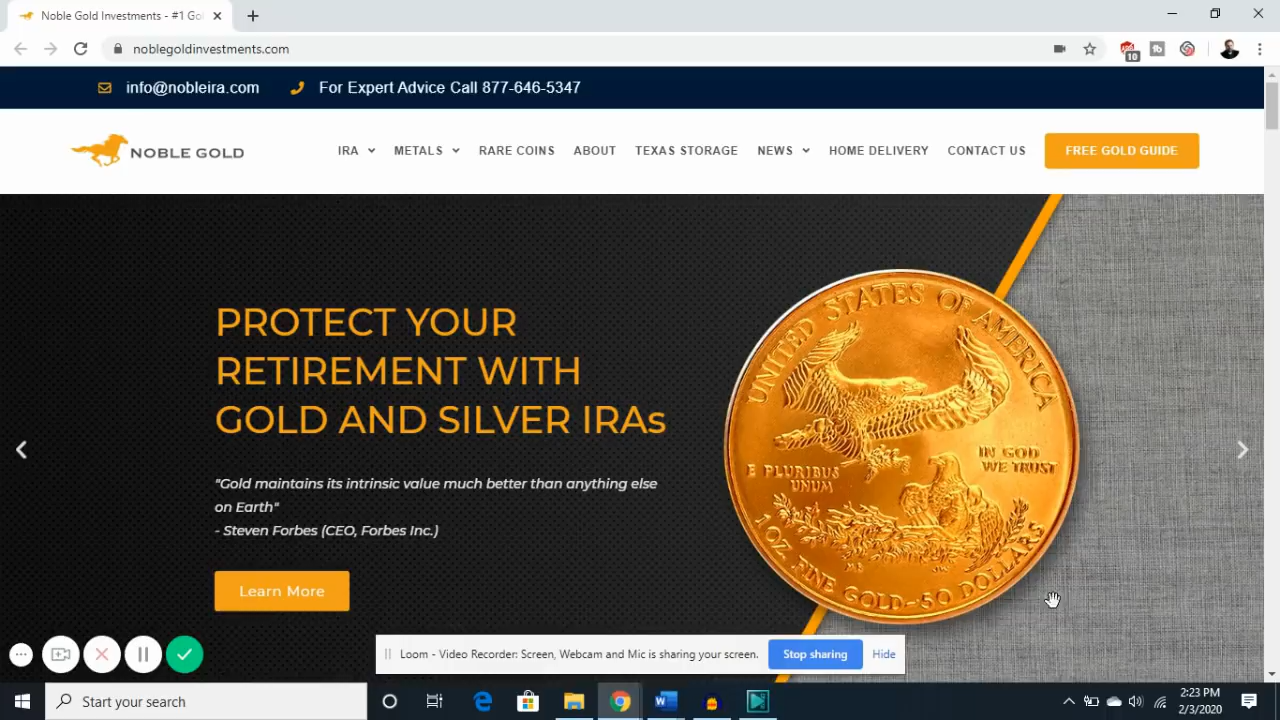 Noble Gold Investments - #1 Gol
noblegoldinvestments.com
10
info@nobleira.com
For Expert Advice Call 877-646-5347
NOBLE GOLD
IRA
METALS
RARE COINS
ABOUT
TEXAS STORAGE
NEWS
HOME DELIVERY
CONTACT US
FREE GOLD GUIDE
PROTECT YOUR
RETIREMENT WITH
GOLD AND SILVER IRAs
"Gold maintains its intrinsic value much better than anything else
on Earth"
- Steven Forbes (CEO, Forbes Inc.)
Learn More
UNITED STATES OF AMERICA
IN GOD
WE TRUST
E PLURIBUS
UNUM
1 OZ. FINE GOLD~50 DOLLARS
Loom - Video Recorder: Screen, Webcam and Mic is sharing your screen.
Stop sharing
Hide
Start your search
2:23 PM
2/3/2020